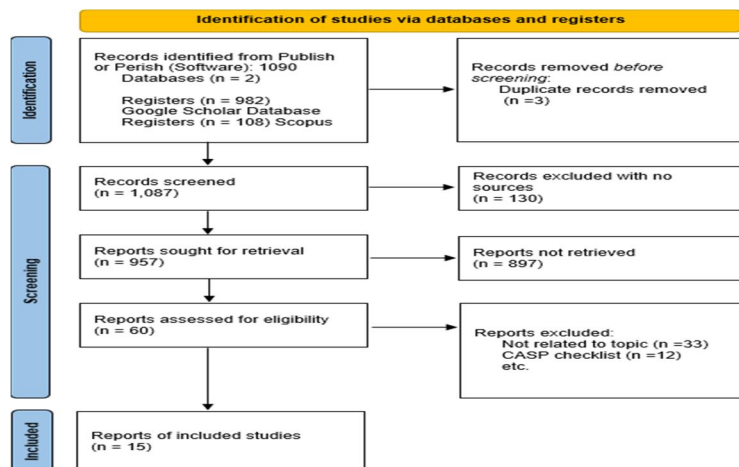 Identification of studies via databases and registers
Identification
Records identified from Publish
or Perish (Software): 1090
Databases (n = 2)
Registers (n = 982)
Google Scholar Database
Registers (n = 108) Scopus
Records removed before
screening:
Duplicate records removed
(n =3)
Screening
Records screened
(n = 1,087)
Records excluded with no
sources
(n = 130)
Reports sought for retrieval
(n = 957)
Reports not retrieved
(n = 897)
Reports assessed for eligibility
(n = 60)
Reports excluded:
Not related to topic (n =33)
CASP checklist (n =12)
etc.
Included
Reports of included studies
(n = 15)